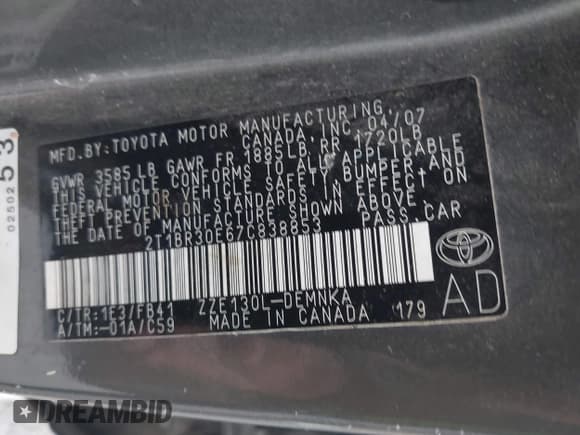 MFD. BY: TOYOTA MOTOR MANUFACTURING
CANADA, INC. 04/07
GVWR 3585 LB GAWR FR 1885LB, RR 1720LB
THIS VEHICLE CONFORMS TO ALL APPLICABLE
FEDERAL MOTOR VEHICLE SAFETY, BUMPER AND
THEFT PREVENTION STANDARDS IN EFFECT ON
THE DATE OF MANUFACTURE SHOWN ABOVE.
2T1BR30E67C838853 PASS. CAR
C/TR:1E3/FB41 ZZE130L-DEMNKA
A/TM:-01A/C59 MADE IN CANADA 179
AD
02502 53
DREAMBID